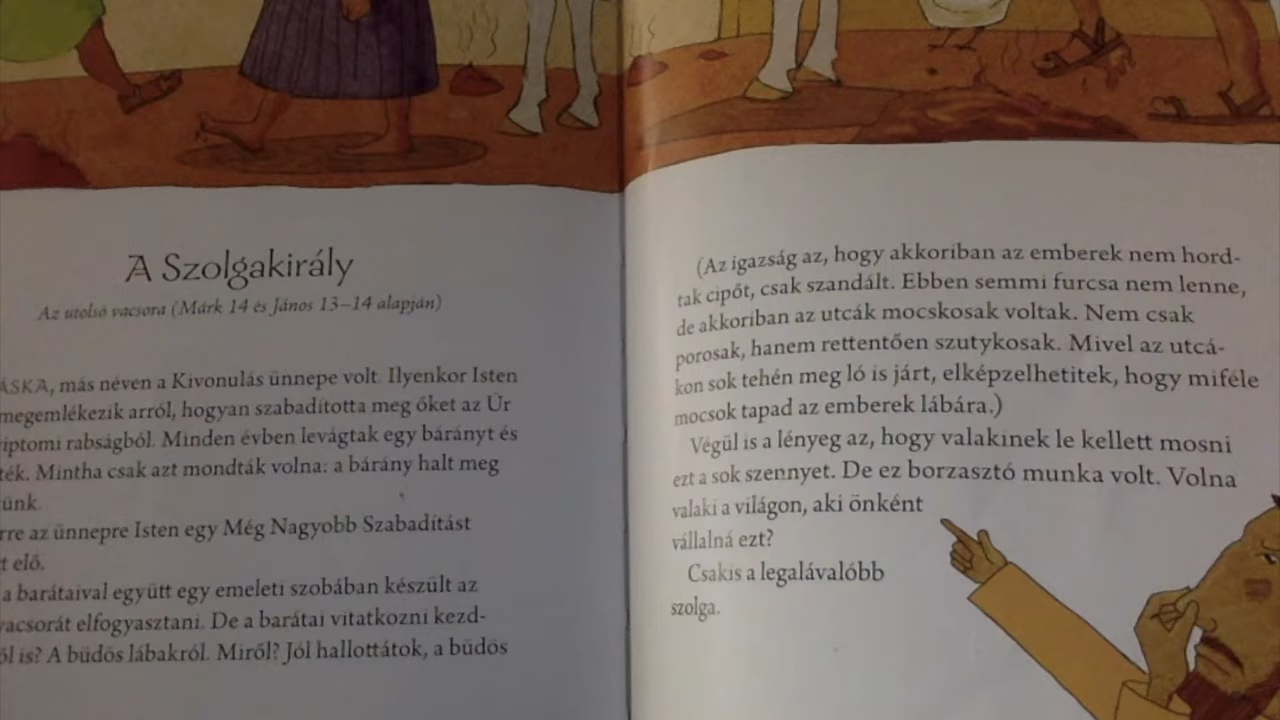 A Szolgakirály
Az utolsó vacsora (Márk 14 és János 13–14 alapján)
ÁSKA, más néven a Kivonulás ünnepe volt. Ilyenkor Isten
megemlékezik arról, hogyan szabadította meg őket az Úr
iptomi rabságból. Minden évben levágtak egy bárányt és
ték. Mintha csak azt mondták volna: a bárány halt meg
ünk.
rre az ünnepre Isten egy Még Nagyobb Szabadítást
t elő.
a barátaival együtt egy emeleti szobában készült az
vacsorát elfogyasztani. De a barátai vitatkozni kezd-
ől is? A büdös lábakról. Miről? Jól hallottátok, a büdös
(Az igazság az, hogy akkoriban az emberek nem hord-
tak cipőt, csak szandált. Ebben semmi furcsa nem lenne,
de akkoriban az utcák mocskosak voltak. Nem csak
porosak, hanem rettentően szutykosak. Mivel az utcá-
kon sok tehén meg ló is járt, elképzelhetitek, hogy miféle
mocsok tapad az emberek lábára.)
Végül is a lényeg az, hogy valakinek le kellett mosni
ezt a sok szennyet. De ez borzasztó munka volt. Volna
valaki a világon, aki önként
vállalná ezt?
Csakis a legalávalóbb
szolga.